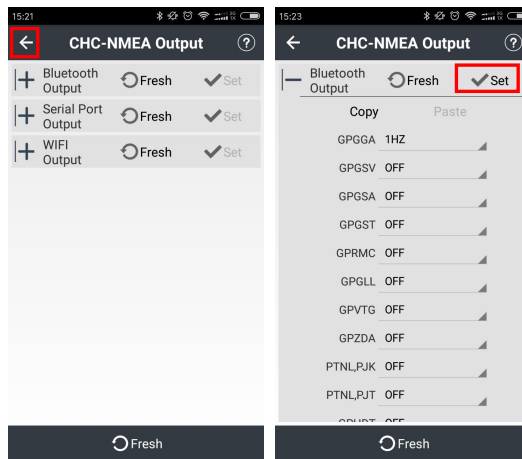 15:21
CHC-NMEA Output
Bluetooth
Output
Fresh
Set
Serial Port
Output
Fresh
Set
WIFI
Output
Fresh
Set
Fresh
15:23
CHC-NMEA Output
Bluetooth
Output
Fresh
Set
Copy
Paste
GPGGA 1HZ
GPGSV OFF
GPGSA OFF
GPGST OFF
GPRMC OFF
GPGLL OFF
GPVTG OFF
GPZDA OFF
PTNL,PJK OFF
PTNL,PJT OFF
Fresh